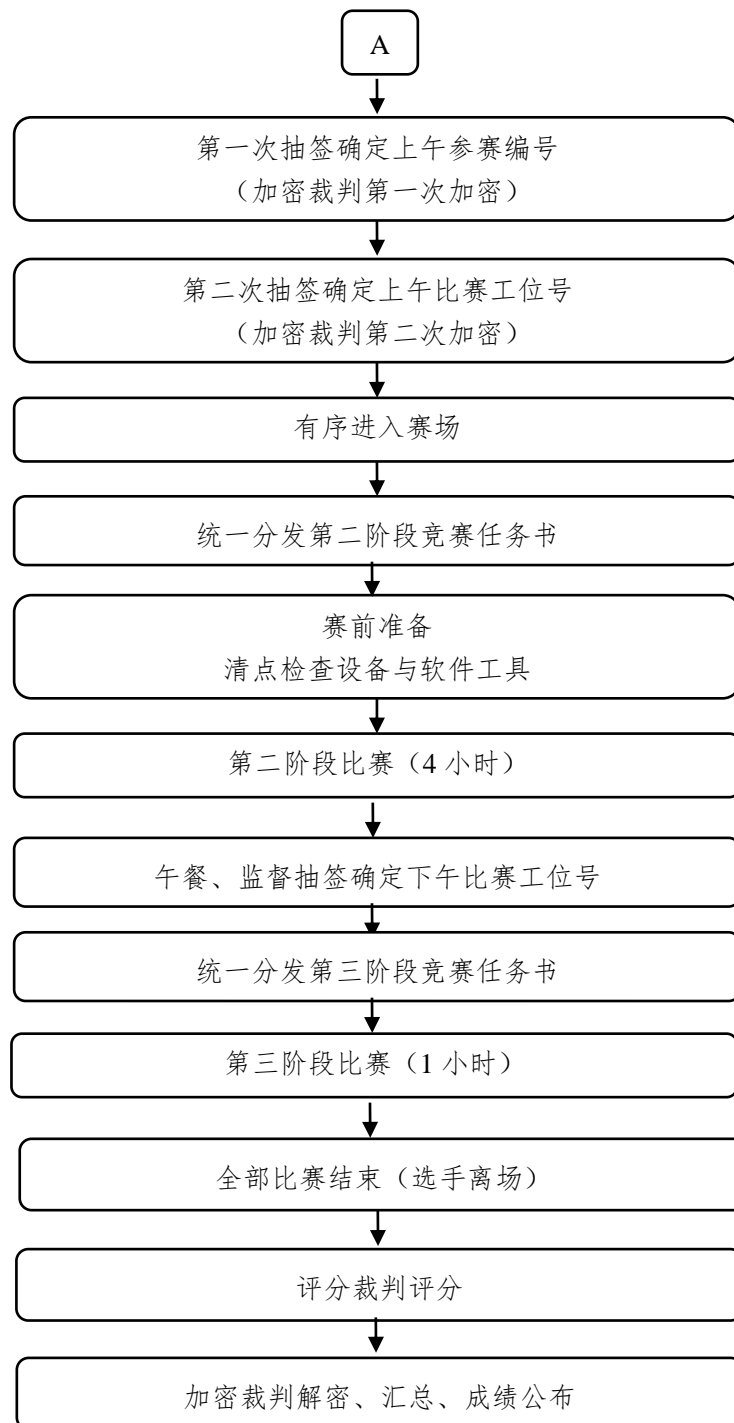 A
第一次抽签确定上午参赛编号
（加密裁判第一次加密）
第二次抽签确定上午比赛工位号
（加密裁判第二次加密）
有序进入赛场
统一分发第二阶段竞赛任务书
赛前准备
清点检查设备与软件工具
第二阶段比赛（4 小时）
午餐、监督抽签确定下午比赛工位号
统一分发第三阶段竞赛任务书
第三阶段比赛（1 小时）
全部比赛结束（选手离场）
评分裁判评分
加密裁判解密、汇总、成绩公布